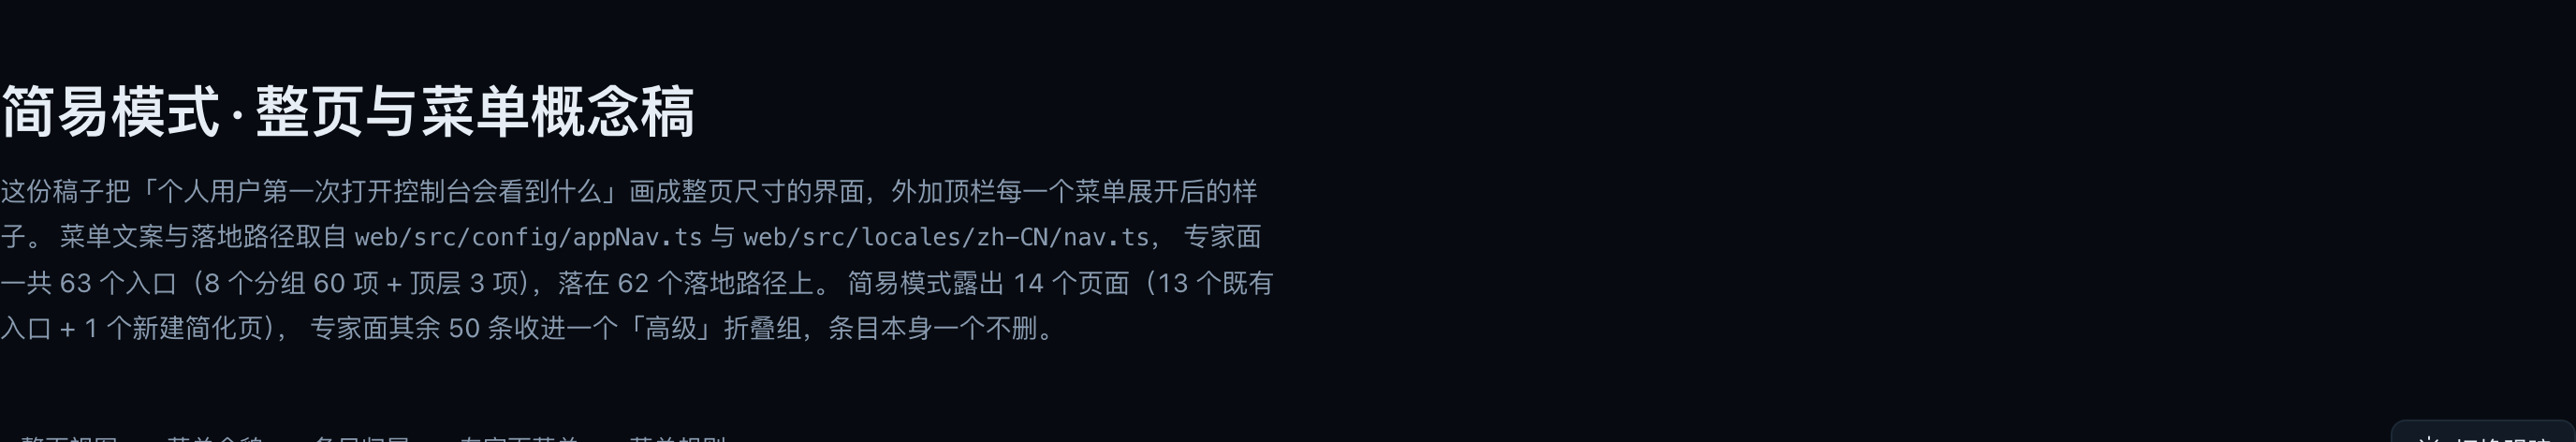 简易模式 · 整页与菜单概念稿
这份稿子把「个人用户第一次打开控制台会看到什么」画成整页尺寸的界面，外加顶栏每一个菜单展开后的样
子。 菜单文案与落地路径取自 web/src/config/appNav.ts 与 web/src/locales/zh-CN/nav.ts， 专家面
一共 63 个入口（8 个分组 60 项 + 顶层 3 项），落在 62 个落地路径上。 简易模式露出 14 个页面（13 个既有
入口 + 1 个新建简化页）， 专家面其余 50 条收进一个「高级」折叠组，条目本身一个不删。